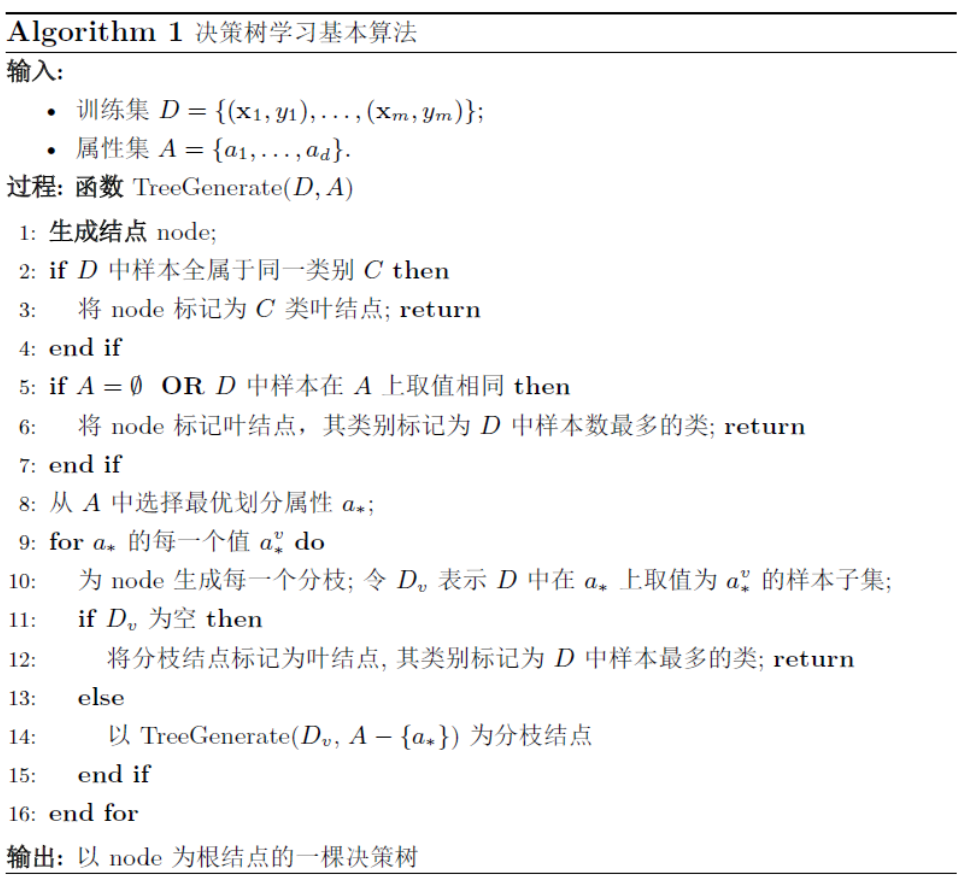 Algorithm 1 决策树学习基本算法
输入:
• 训练集 D = {(x₁, y₁), . . . , (xₘ, yₘ)};
• 属性集 A = {a₁, . . . , a_d}.
过程: 函数 TreeGenerate(D, A)
1: 生成结点 node;
2: if D 中样本全属于同一类别 C then
3: 将 node 标记为 C 类叶结点; return
4: end if
5: if A = ∅ OR D 中样本在 A 上取值相同 then
6: 将 node 标记叶结点，其类别标记为 D 中样本数最多的类; return
7: end if
8: 从 A 中选择最优划分属性 a_*;
9: for a_* 的每一个值 a_*^v do
10: 为 node 生成每一个分枝; 令 D_v 表示 D 中在 a_* 上取值为 a_*^v 的样本子集;
11: if D_v 为空 then
12: 将分枝结点标记为叶结点, 其类别标记为 D 中样本最多的类; return
13: else
14: 以 TreeGenerate(D_v, A − {a_*}) 为分枝结点
15: end if
16: end for
输出: 以 node 为根结点的一棵决策树